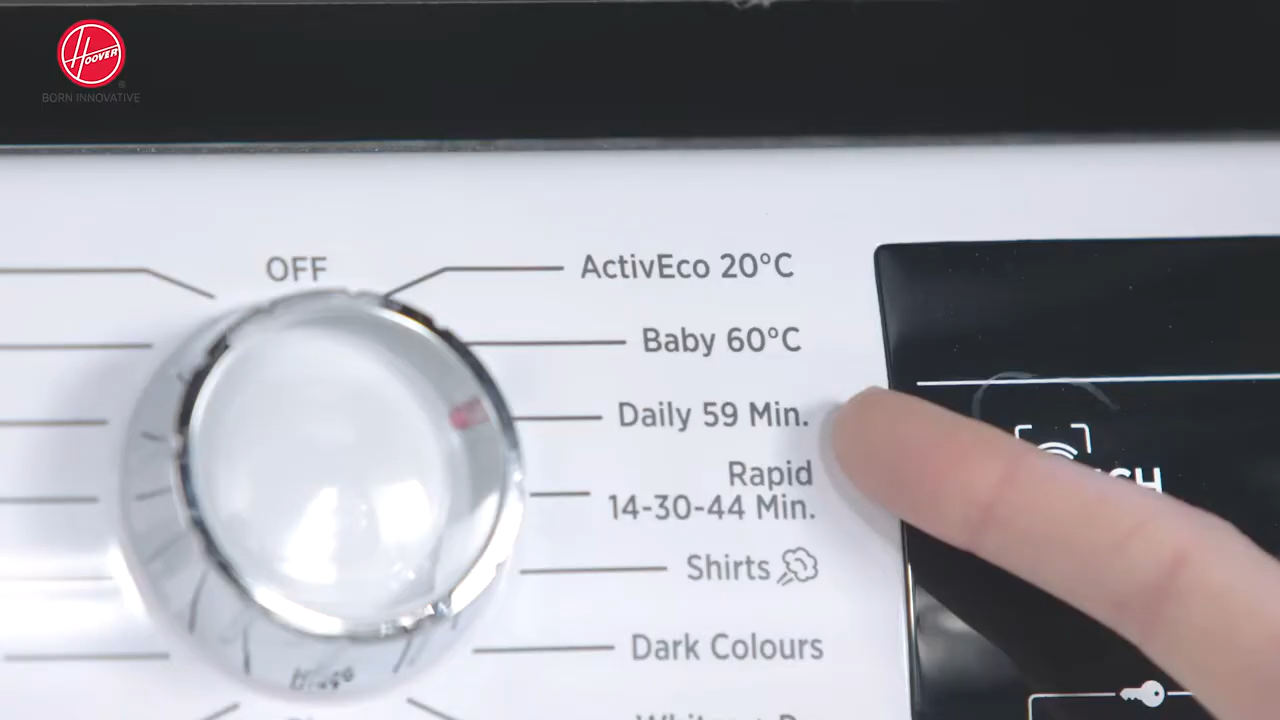 Hoover
®
BORN INNOVATIVE
OFF
ActivEco 20°C
Baby 60°C
Daily 59 Min.
Rapid
14-30-44 Min.
Shirts
Dark Colours